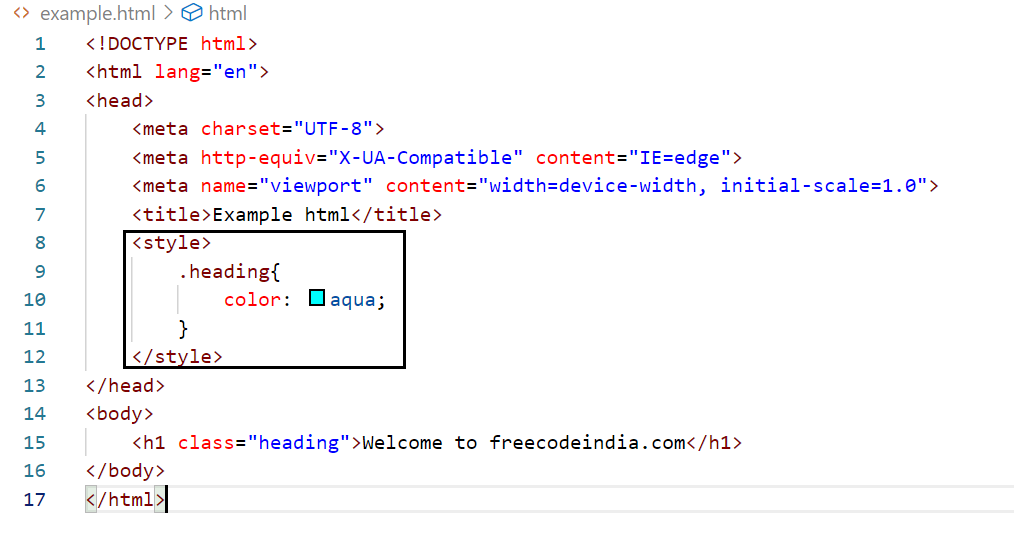 example.html > html
1 <!DOCTYPE html>
2 <html lang="en">
3 <head>
4     <meta charset="UTF-8">
5     <meta http-equiv="X-UA-Compatible" content="IE=edge">
6     <meta name="viewport" content="width=device-width, initial-scale=1.0">
7     <title>Example html</title>
8     <style>
9         .heading{
10             color: aqua;
11         }
12     </style>
13 </head>
14 <body>
15     <h1 class="heading">Welcome to freecodeindia.com</h1>
16 </body>
17 </html>